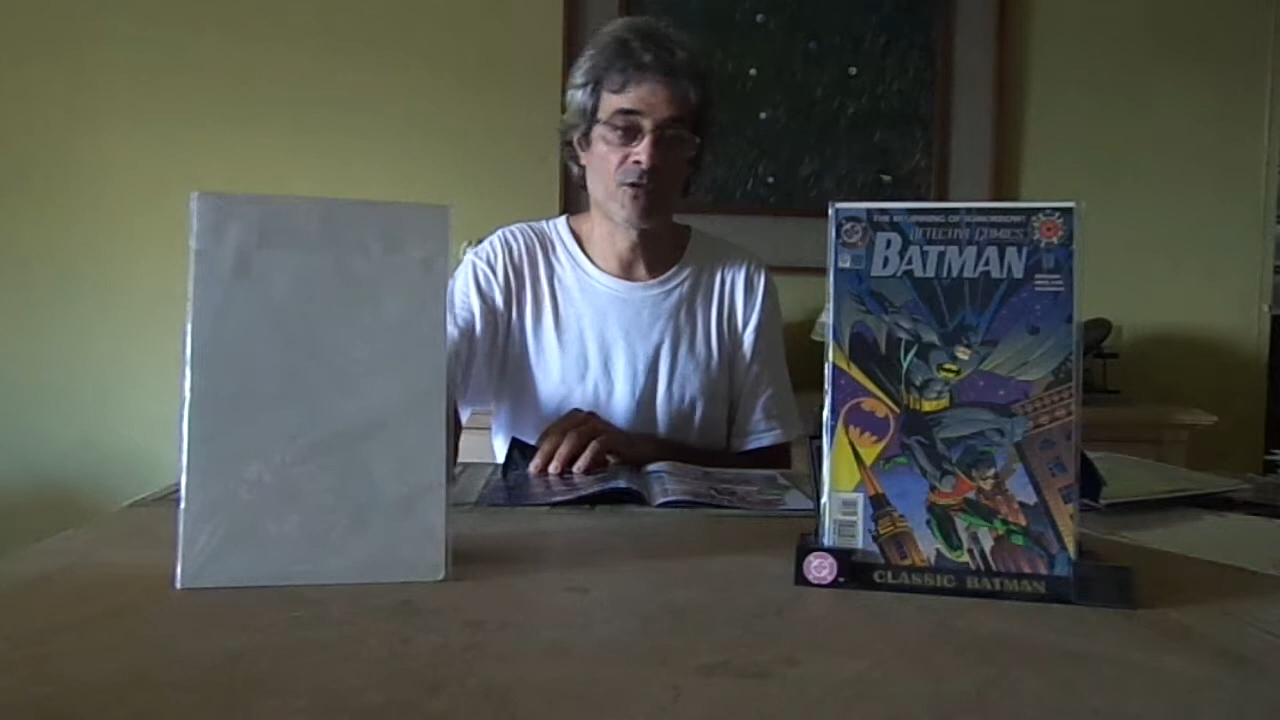 THE BEGINNING OF TOMORROW!
DETECTIVE COMICS
BATMAN
CLASSIC BATMAN